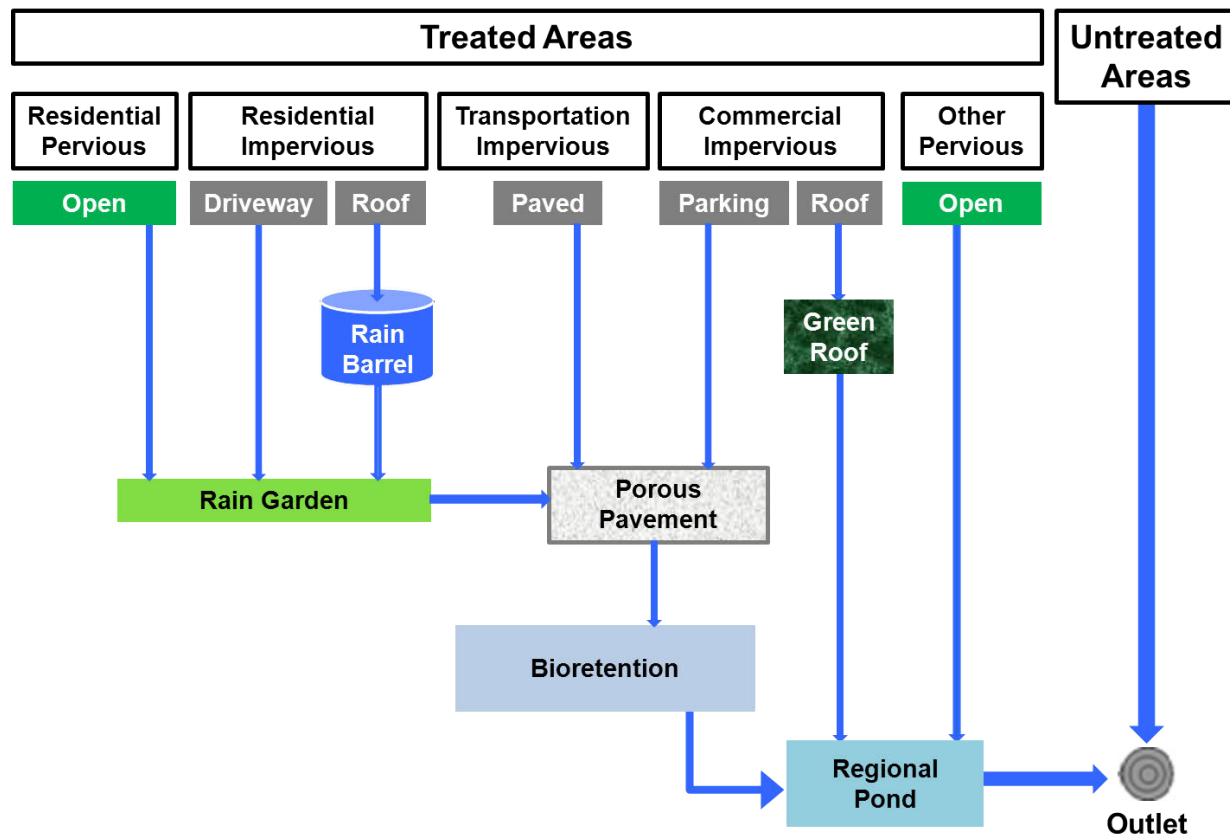 Treated Areas
Untreated
Areas
Residential
Pervious
Residential
Impervious
Transportation
Impervious
Commercial
Impervious
Other
Pervious
Open
Driveway
Roof
Paved
Parking
Roof
Open
Rain
Barrel
Green
Roof
Rain Garden
Porous
Pavement
Bioretention
Regional
Pond
Outlet